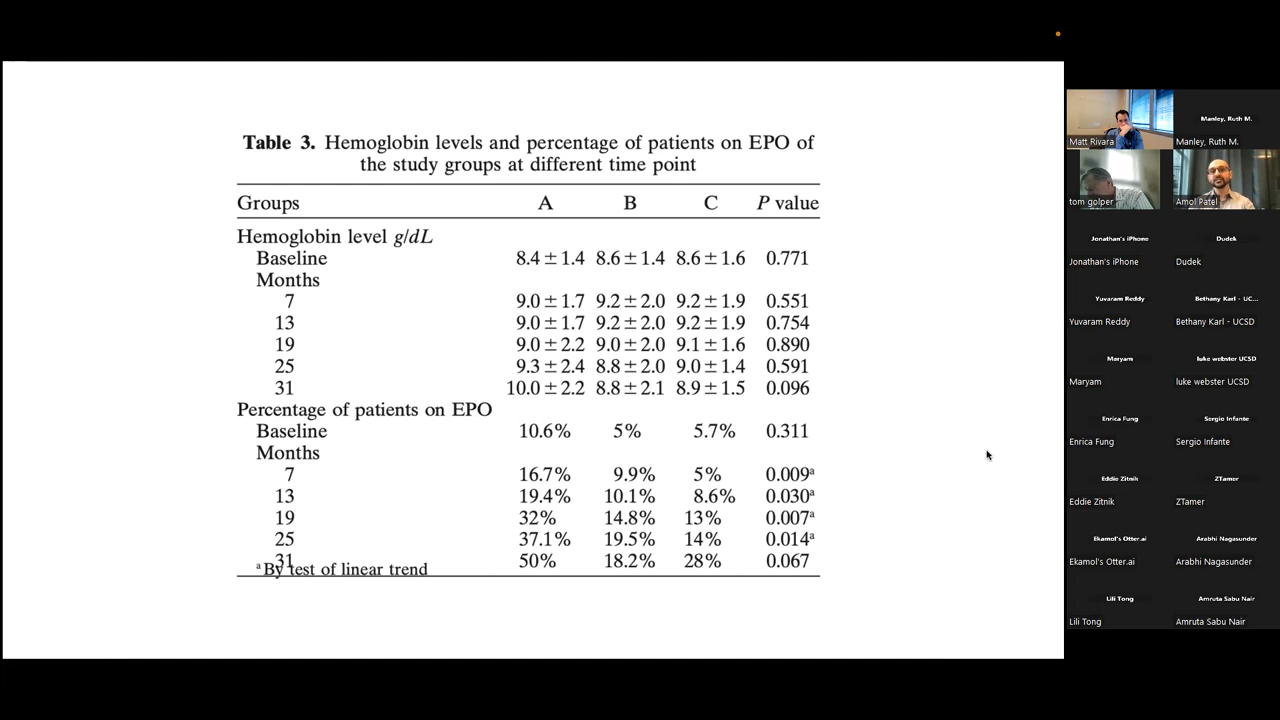 Table 3. Hemoglobin levels and percentage of patients on EPO of
the study groups at different time point
Groups A B C P value
Hemoglobin level g/dL
Baseline 8.4 ± 1.4 8.6 ± 1.4 8.6 ± 1.6 0.771
Months
7 9.0 ± 1.7 9.2 ± 2.0 9.2 ± 1.9 0.551
13 9.0 ± 1.7 9.2 ± 2.0 9.2 ± 1.9 0.754
19 9.0 ± 2.2 9.0 ± 2.0 9.1 ± 1.6 0.890
25 9.3 ± 2.4 8.8 ± 2.0 9.0 ± 1.4 0.591
31 10.0 ± 2.2 8.8 ± 2.1 8.9 ± 1.5 0.096
Percentage of patients on EPO
Baseline 10.6% 5% 5.7% 0.311
Months
7 16.7% 9.9% 5% 0.009a
13 19.4% 10.1% 8.6% 0.030a
19 32% 14.8% 13% 0.007a
25 37.1% 19.5% 14% 0.014a
31 50% 18.2% 28% 0.067
a By test of linear trend
Matt Rivara
Manley, Ruth M.
Manley, Ruth M.
tom golper
Amol Patel
Jonathan's iPhone
Jonathan's iPhone
Dudek
Dudek
Yuvaram Reddy
Yuvaram Reddy
Bethany Karl - UC...
Bethany Karl - UCSD
Maryam
Maryam
luke webster UCSD
luke webster UCSD
Enrica Fung
Enrica Fung
Sergio Infante
Sergio Infante
Eddie Zitnik
Eddie Zitnik
ZTamer
ZTamer
Ekamol's Otter.ai
Ekamol's Otter.ai
Arabhi Nagasunder
Arabhi Nagasunder
Lili Tong
Lili Tong
Amruta Sabu Nair
Amruta Sabu Nair